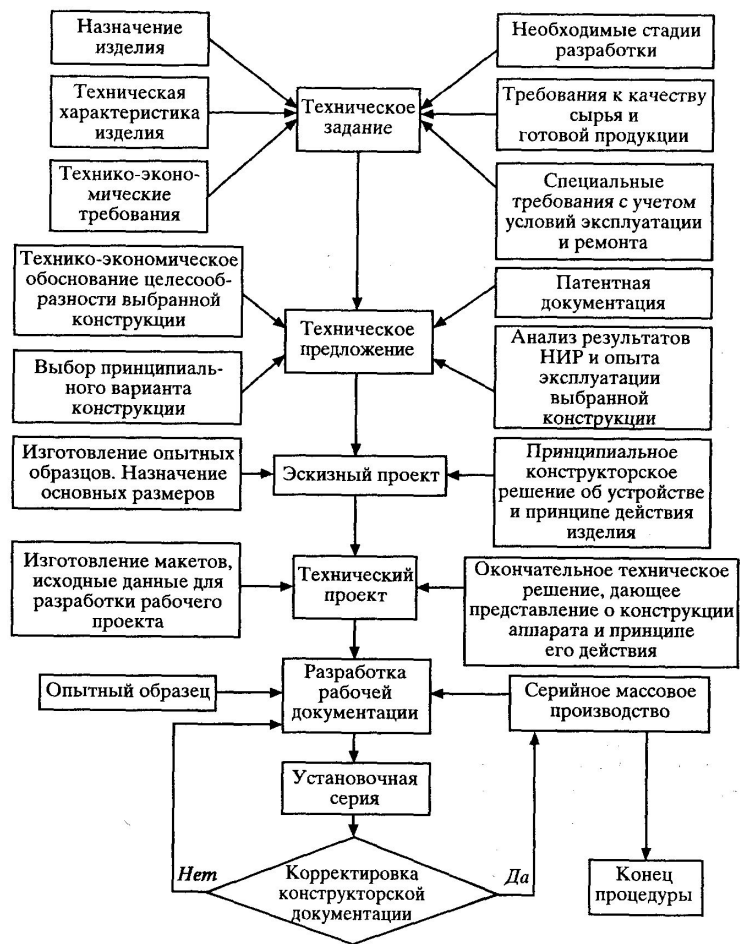 Назначение
изделия
Необходимые стадии
разработки
Техническая
характеристика
изделия
Техническое
задание
Требования к качеству
сырья и
готовой продукции
Технико-эконо-
мические
требования
Специальные
требования с учетом
условий эксплуатации
и ремонта
Технико-экономическое
обоснование целесооб-
разности выбранной
конструкции
Патентная
документация
Техническое
предложение
Выбор принципиаль-
ного варианта
конструкции
Анализ результатов
НИР и опыта
эксплуатации
выбранной
конструкции
Изготовление опытных
образцов. Назначение
основных размеров
Эскизный проект
Принципиальное
конструкторское
решение об устройстве
и принципе действия
изделия
Изготовление макетов,
исходные данные для
разработки рабочего
проекта
Технический
проект
Окончательное техническое
решение, дающее
представление о конструкции
аппарата и принципе
его действия
Опытный образец
Разработка
рабочей
документации
Серийное массовое
производство
Установочная
серия
Нет
Корректировка
конструкторской
документации
Да
Конец
процедуры